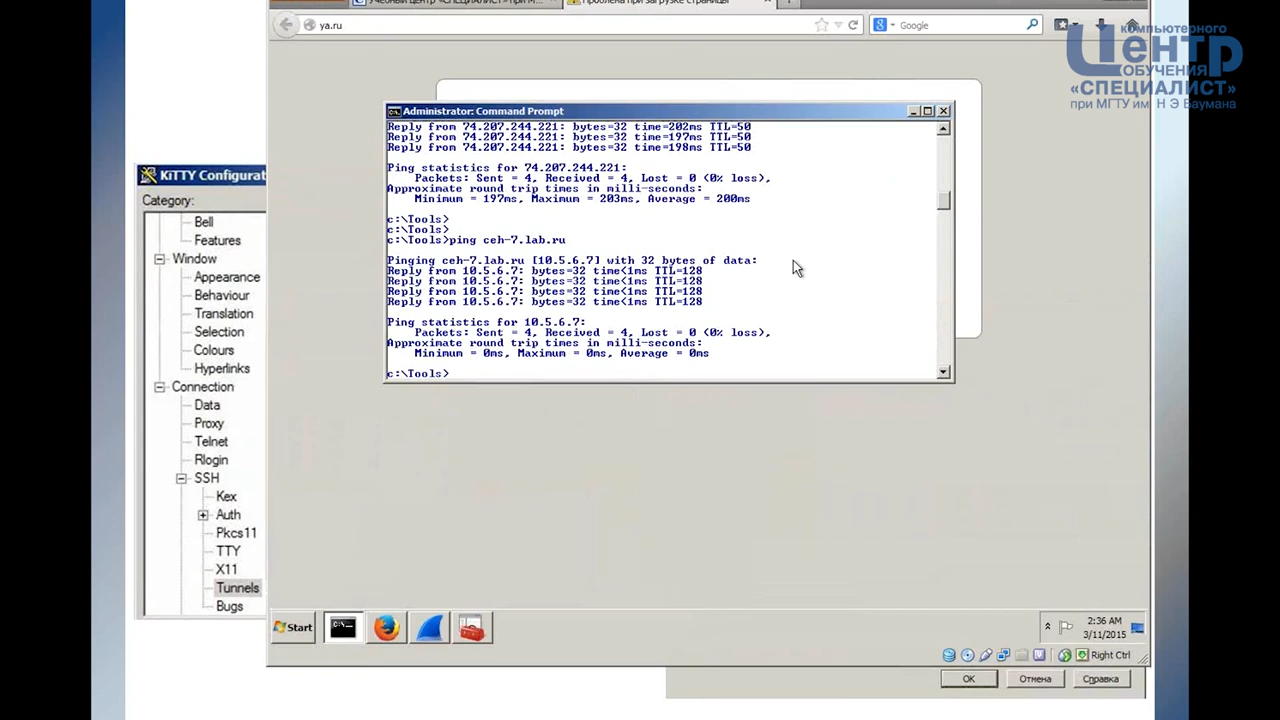 Учебный центр «СПЕЦИАЛИСТ» при М...
Проблема при загрузке страницы
ya.ru
Google
компьютерного
Центр
ОБУЧЕНИЯ
«СПЕЦИАЛИСТ»
при МГТУ им. Н Э Баумана
Administrator: Command Prompt
Reply from 74.207.244.221: bytes=32 time=202ms TTL=50
Reply from 74.207.244.221: bytes=32 time=197ms TTL=50
Reply from 74.207.244.221: bytes=32 time=198ms TTL=50
Ping statistics for 74.207.244.221:
Packets: Sent = 4, Received = 4, Lost = 0 (0% loss),
Approximate round trip times in milli-seconds:
Minimum = 197ms, Maximum = 203ms, Average = 200ms
c:\Tools>
c:\Tools>
c:\Tools>ping ceh-7.lab.ru
Pinging ceh-7.lab.ru [10.5.6.7] with 32 bytes of data:
Reply from 10.5.6.7: bytes=32 time<1ms TTL=128
Reply from 10.5.6.7: bytes=32 time<1ms TTL=128
Reply from 10.5.6.7: bytes=32 time<1ms TTL=128
Reply from 10.5.6.7: bytes=32 time<1ms TTL=128
Ping statistics for 10.5.6.7:
Packets: Sent = 4, Received = 4, Lost = 0 (0% loss),
Approximate round trip times in milli-seconds:
Minimum = 0ms, Maximum = 0ms, Average = 0ms
c:\Tools>
KiTTY Configurat
Category:
Bell
Features
Window
Appearance
Behaviour
Translation
Selection
Colours
Hyperlinks
Connection
Data
Proxy
Telnet
Rlogin
SSH
Kex
Auth
Pkcs11
TTY
X11
Tunnels
Bugs
Start
2:36 AM
3/11/2015
Right Ctrl
OK
Отмена
Справка